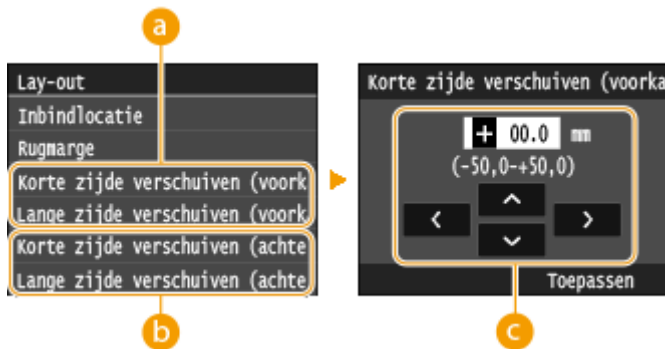 a
Lay-out
Inbindlocatie
Rugmarge
Korte zijde verschuiven (voork
Lange zijde verschuiven (voork
Korte zijde verschuiven (achte
Lange zijde verschuiven (achte
b
Korte zijde verschuiven (voorka
+ 00.0 mm
(-50,0-+50,0)
Toepassen
c